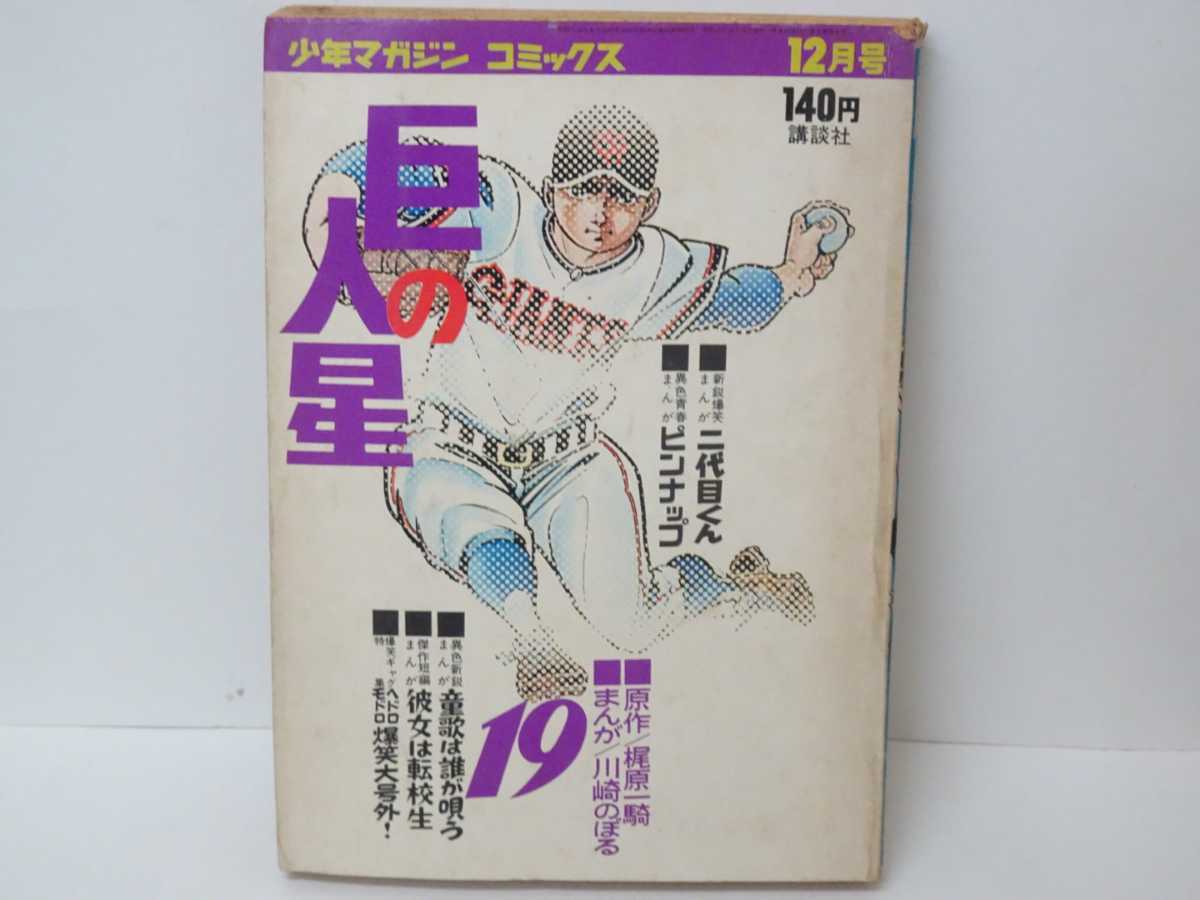 少年マガジン コミックス 12月号
140円
講談社
巨人の星
GIANTS
■新鋭爆笑まんが 二代目くん
■異色青春まんが ピンナップ
■原作/梶原一騎
■まんが/川崎のぼる
19
■異色新鋭まんが 童歌は誰が唄う
■傑作短編まんが 彼女は転校生
■爆笑ギャグ特集 ヘドロモドロ爆笑大号外!